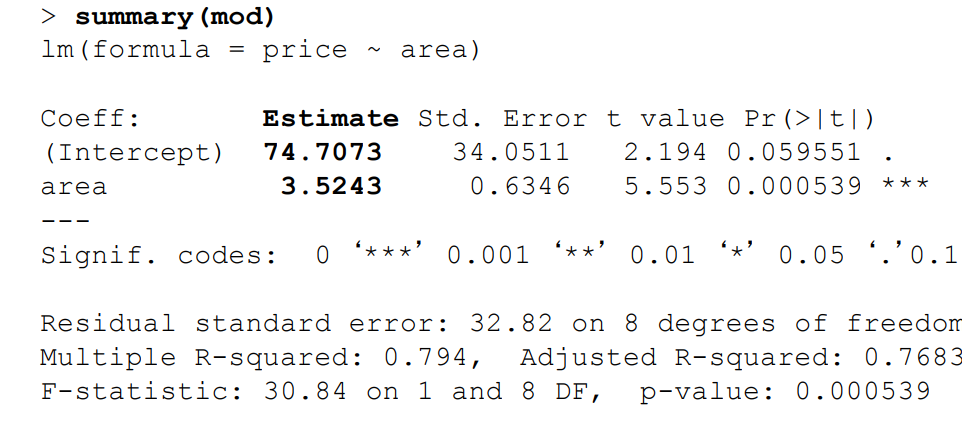 > summary(mod)
lm(formula = price ~ area)
Coeff: Estimate Std. Error t value Pr(>|t|)
(Intercept) 74.7073 34.0511 2.194 0.059551 .
area 3.5243 0.6346 5.553 0.000539 ***
---
Signif. codes: 0 ‘***’ 0.001 ‘**’ 0.01 ‘*’ 0.05 ‘.’0.1
Residual standard error: 32.82 on 8 degrees of freedom
Multiple R-squared: 0.794, Adjusted R-squared: 0.7683
F-statistic: 30.84 on 1 and 8 DF, p-value: 0.000539